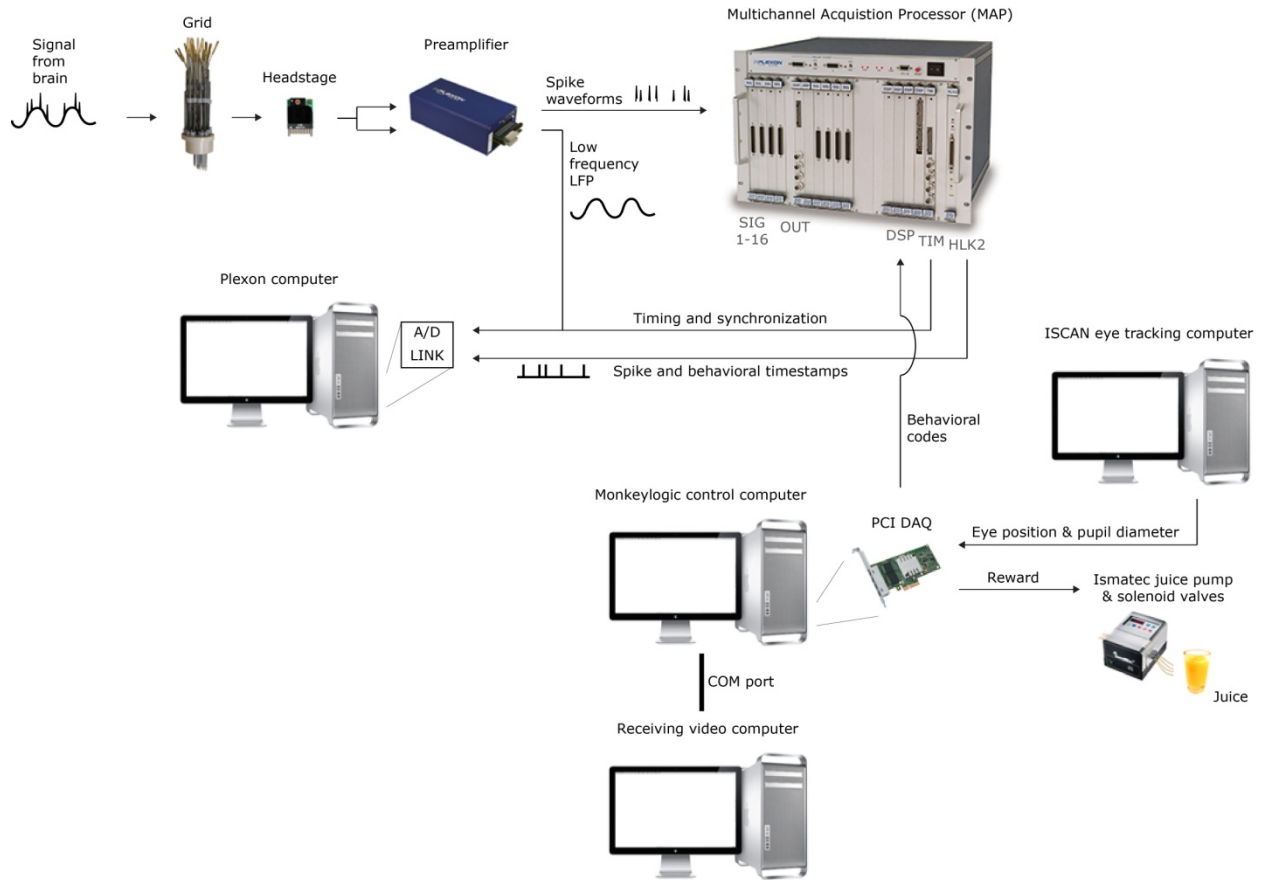 Multichannel Acquistion Processor (MAP)
Grid
Signal
from
brain
Preamplifier
Headstage
PLEXON
PLEXON
Spike
waveforms
Low
frequency
LFP
SIG
1-16
OUT
DSP
TIM
HLK2
Plexon computer
A/D
LINK
Timing and synchronization
Spike and behavioral timestamps
ISCAN eye tracking computer
Behavioral
codes
Monkeylogic control computer
PCI DAQ
Eye position & pupil diameter
Reward
Ismatec juice pump
& solenoid valves
Juice
COM port
Receiving video computer